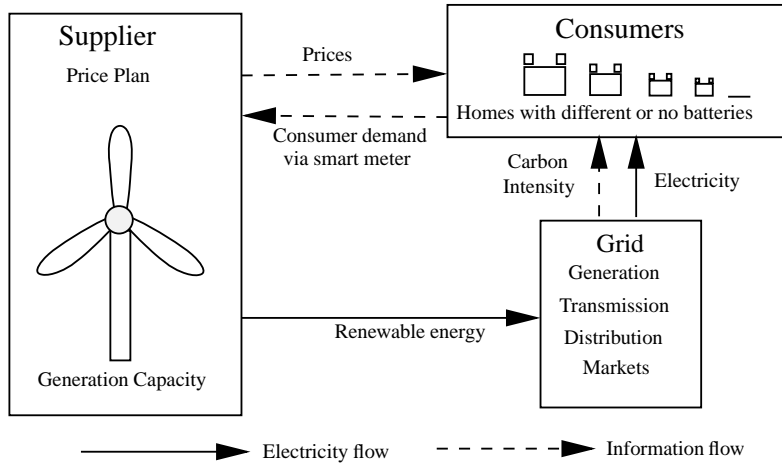 Supplier
Price Plan
Generation Capacity
Prices
Consumer demand
via smart meter
Consumers
Homes with different or no batteries
Carbon
Intensity
Electricity
Grid
Generation
Transmission
Distribution
Markets
Renewable energy
Electricity flow
Information flow